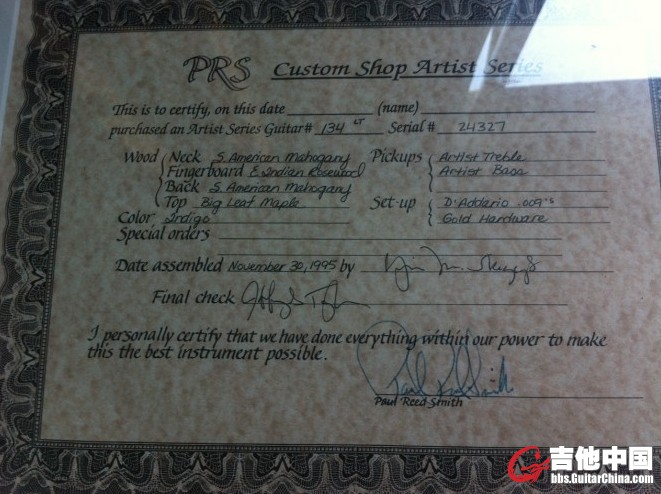 PRS Custom Shop Artist Series
This is to certify, on this date (name)
purchased an Artist Series Guitar # 134 LT Serial # 24327
Wood Neck S. American Mahogany Pickups Artist Treble
Fingerboard E. Indian Rosewood Artist Bass
Back S. American Mahogany
Top Big Leaf Maple Set-up D'Addario .009's
Color Indigo Gold Hardware
Special orders
Date assembled November 30, 1995 by
Final check
I personally certify that we have done everything within our power to make
this the best instrument possible.
Paul Reed Smith
Paul Reed Smith
吉他中国
bbs.GuitarChina.com